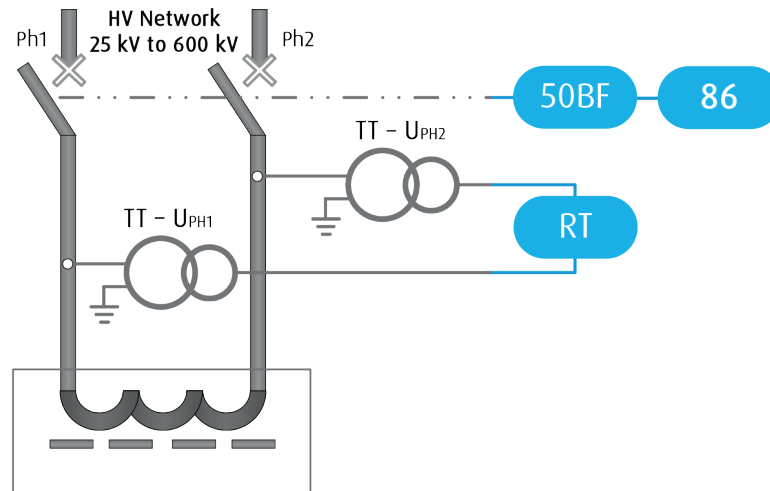 HV Network
Ph1
25 kV to 600 kV
Ph2
50BF
86
TT – UPH2
TT – UPH1
RT